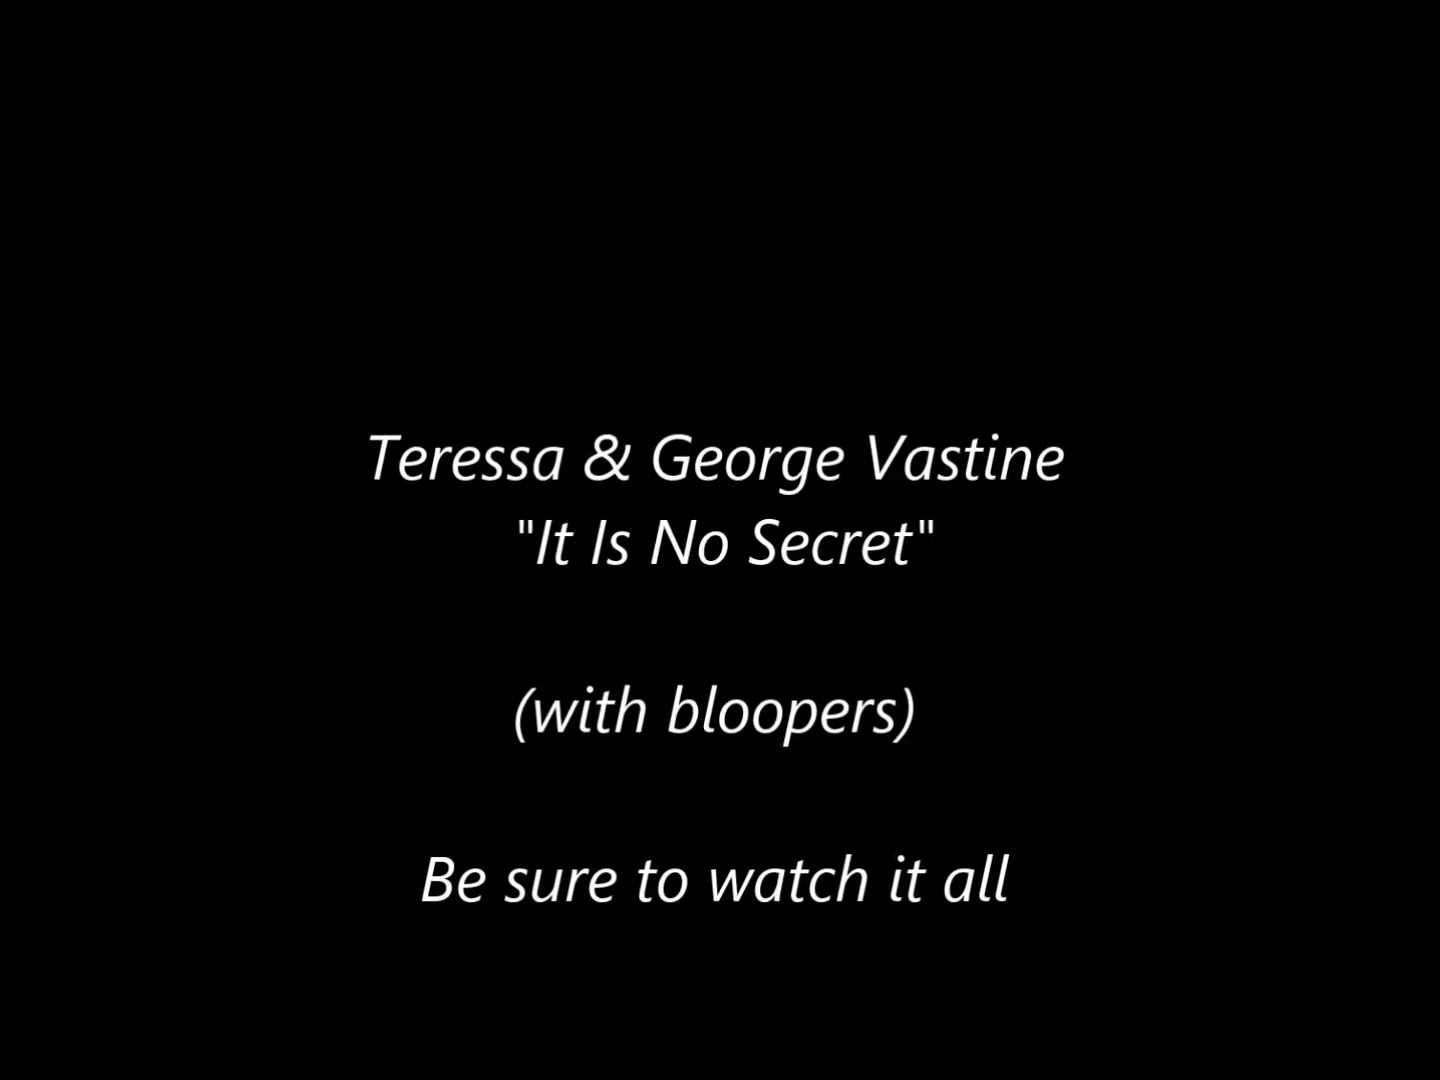 Teressa & George Vastine
"It Is No Secret"
(with bloopers)
Be sure to watch it all